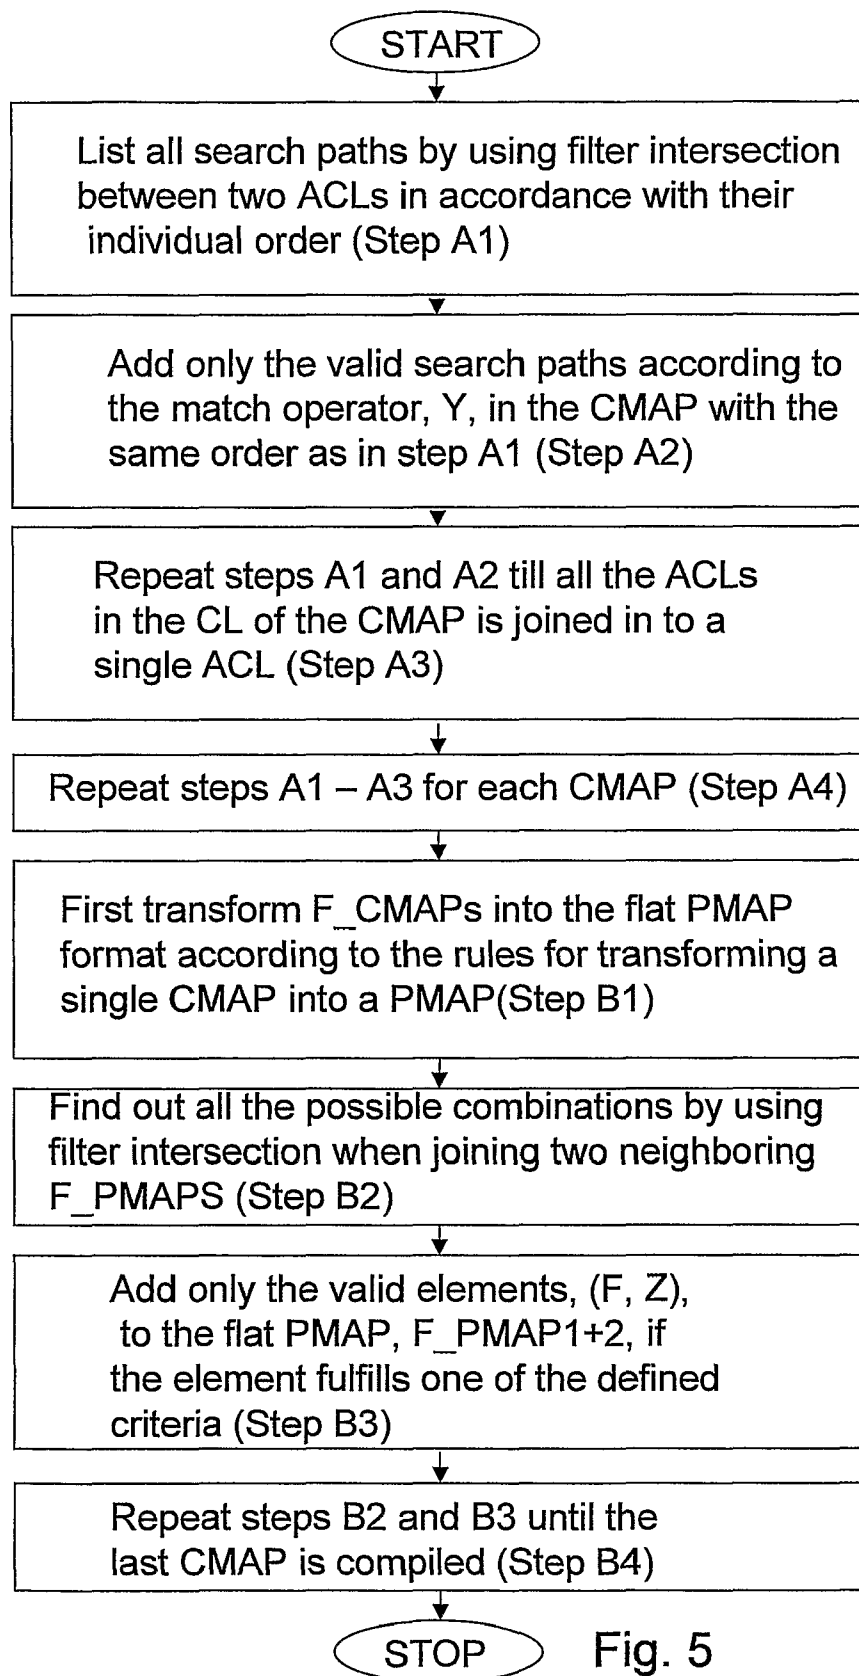 START
List all search paths by using filter intersection
between two ACLs in accordance with their
individual order (Step A1)
Add only the valid search paths according to
the match operator, Y, in the CMAP with the
same order as in step A1 (Step A2)
Repeat steps A1 and A2 till all the ACLs
in the CL of the CMAP is joined in to a
single ACL (Step A3)
Repeat steps A1 – A3 for each CMAP (Step A4)
First transform F_CMAPs into the flat PMAP
format according to the rules for transforming a
single CMAP into a PMAP(Step B1)
Find out all the possible combinations by using
filter intersection when joining two neighboring
F_PMAPS (Step B2)
Add only the valid elements, (F, Z),
to the flat PMAP, F_PMAP1+2, if
the element fulfills one of the defined
criteria (Step B3)
Repeat steps B2 and B3 until the
last CMAP is compiled (Step B4)
STOP
Fig. 5